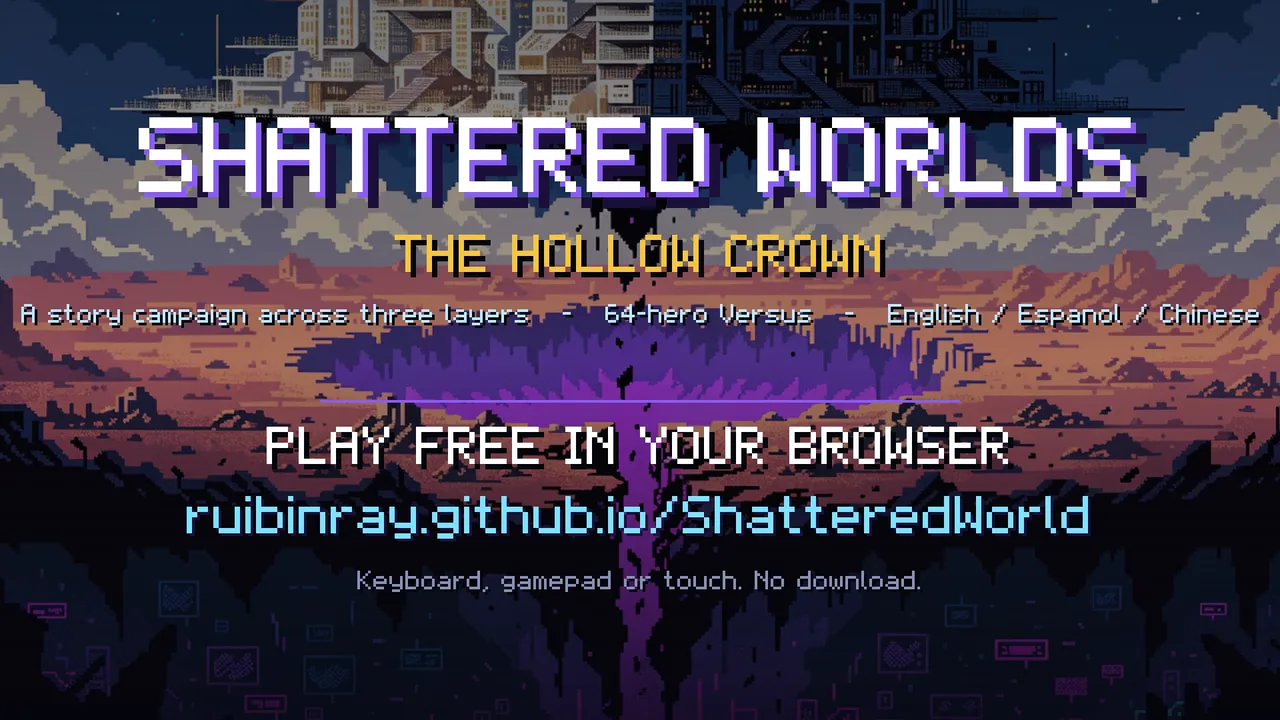 SHATTERED WORLDS
THE HOLLOW CROWN
A story campaign across three layers - 64-hero Versus - English / Espanol / Chinese
PLAY FREE IN YOUR BROWSER
ruibinray.github.io/ShatteredWorld
Keyboard, gamepad or touch. No download.